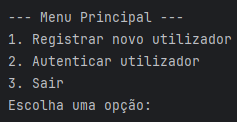 --- Menu Principal ---
1. Registrar novo utilizador
2. Autenticar utilizador
3. Sair
Escolha uma opção: